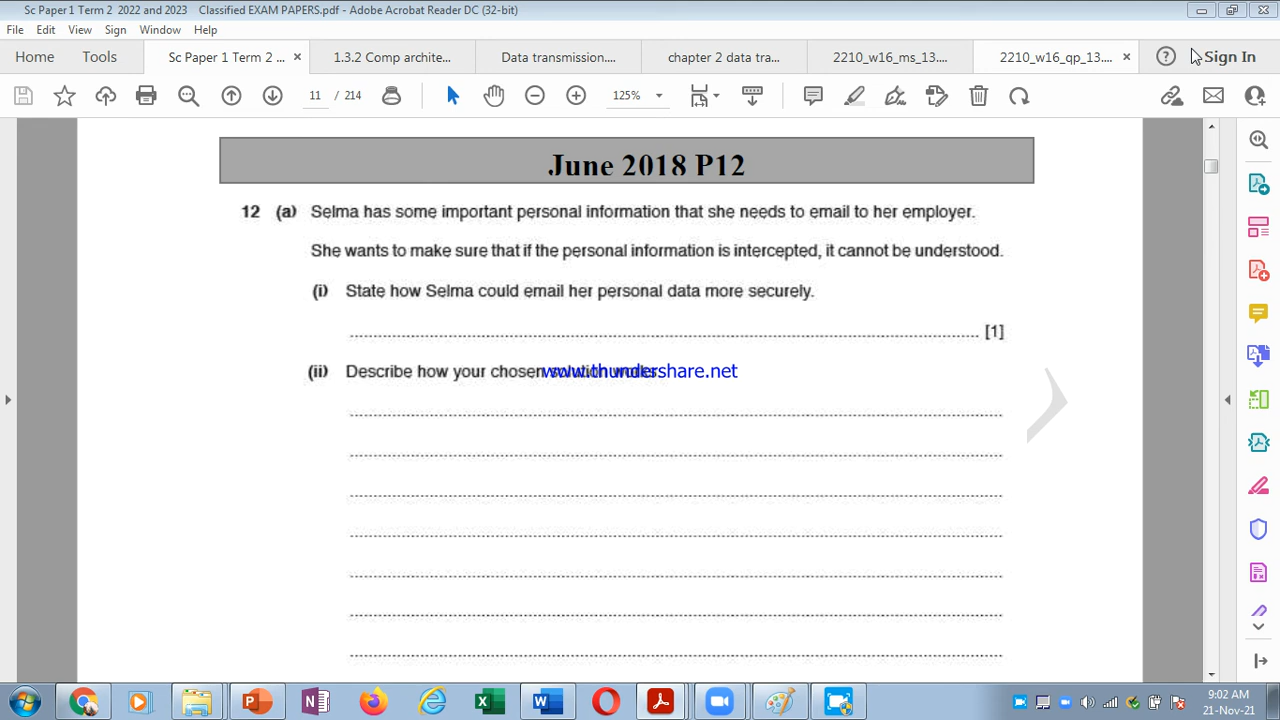 Sc Paper 1 Term 2 2022 and 2023 Classified EXAM PAPERS.pdf - Adobe Acrobat Reader DC (32-bit)
File Edit View Sign Window Help
Home Tools Sc Paper 1 Term 2 ... × 1.3.2 Comp archite... Data transmission.... chapter 2 data tra... 2210_w16_ms_13.... 2210_w16_qp_13.... × Sign In
11 / 214 125%
June 2018 P12
12 (a) Selma has some important personal information that she needs to email to her employer.
She wants to make sure that if the personal information is intercepted, it cannot be understood.
(i) State how Selma could email her personal data more securely.
[1]
(ii) Describe how your chosen
www.thundershare.net
9:02 AM
21-Nov-21